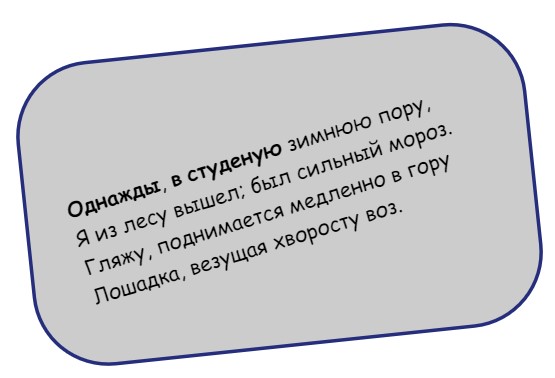 Однажды, в студеную зимнюю пору,
Я из лесу вышел; был сильный мороз.
Гляжу, поднимается медленно в гору
Лошадка, везущая хворосту воз.